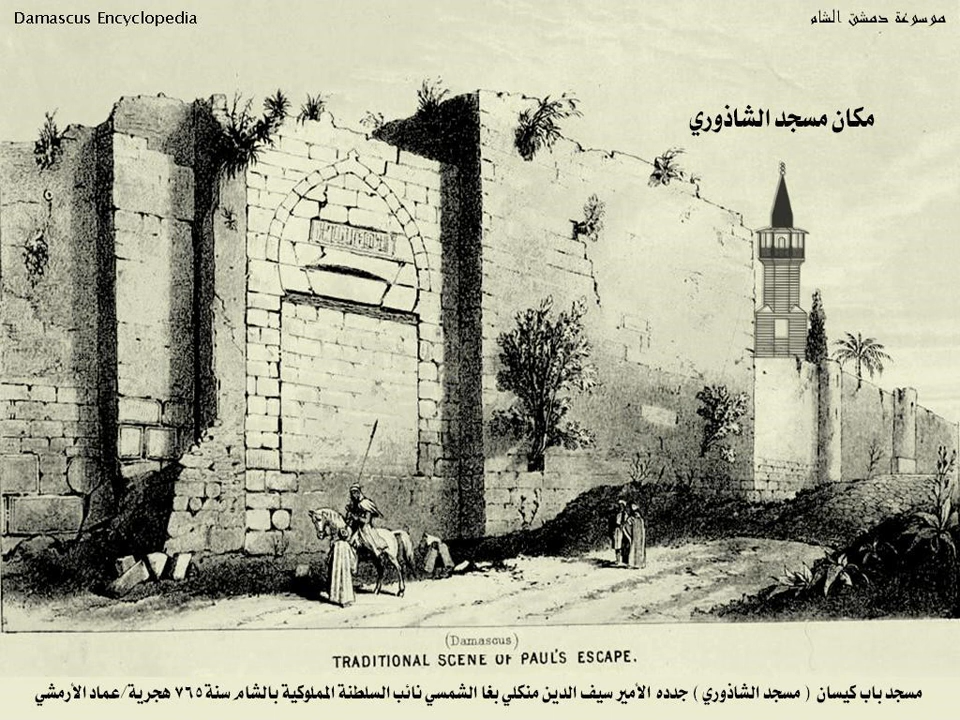 Damascus Encyclopedia
موسوعة دمشق الشام
مكان مسجد الشاذوري
(Damascus)
TRADITIONAL SCENE OF PAUL'S ESCAPE.
مسجد باب كيسان ( مسجد الشاذوري ) جدده الأمير سيف الدين منكلي بغا الشمسي نائب السلطنة المملوكية بالشام سنة ٧٦٥ هجرية/عماد الأرمشي